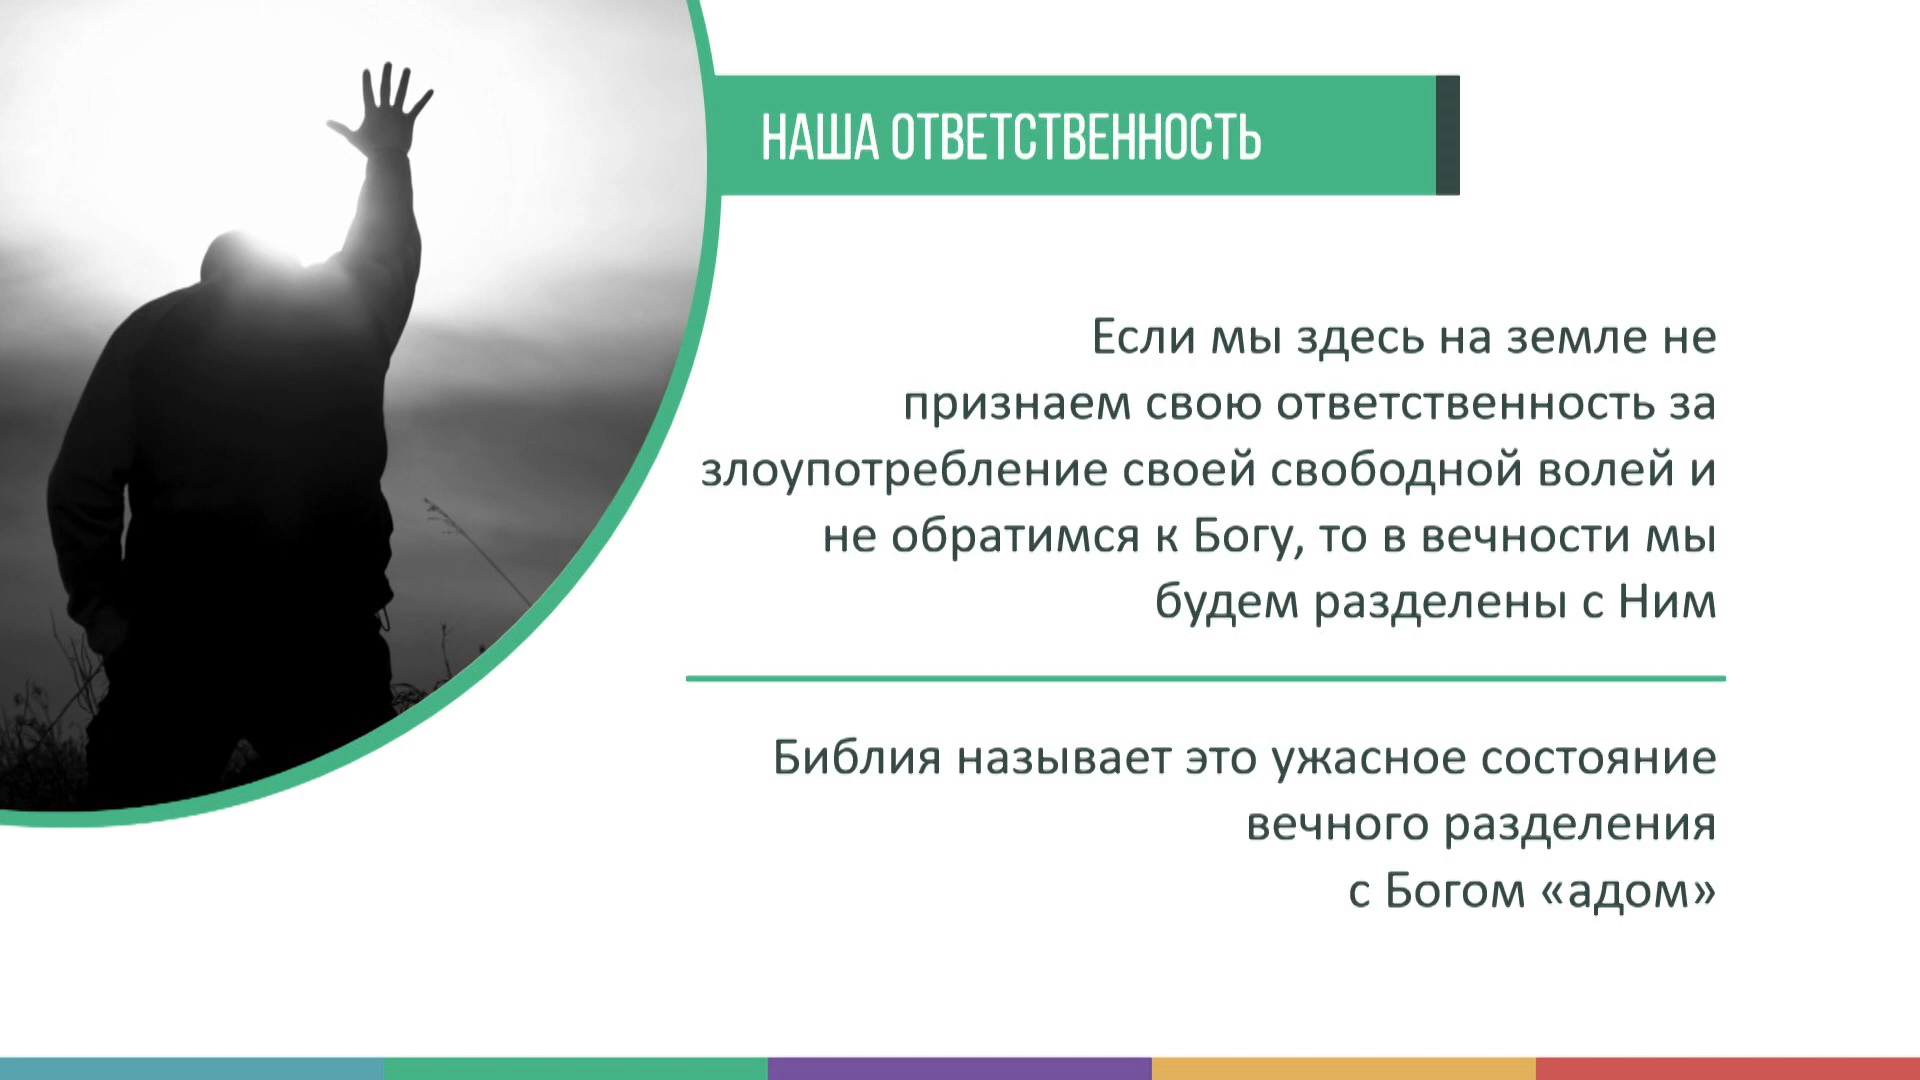 НАША ОТВЕТСТВЕННОСТЬ
Если мы здесь на земле не
признаем свою ответственность за
злоупотребление своей свободной волей и
не обратимся к Богу, то в вечности мы
будем разделены с Ним
Библия называет это ужасное состояние
вечного разделения
с Богом «адом»